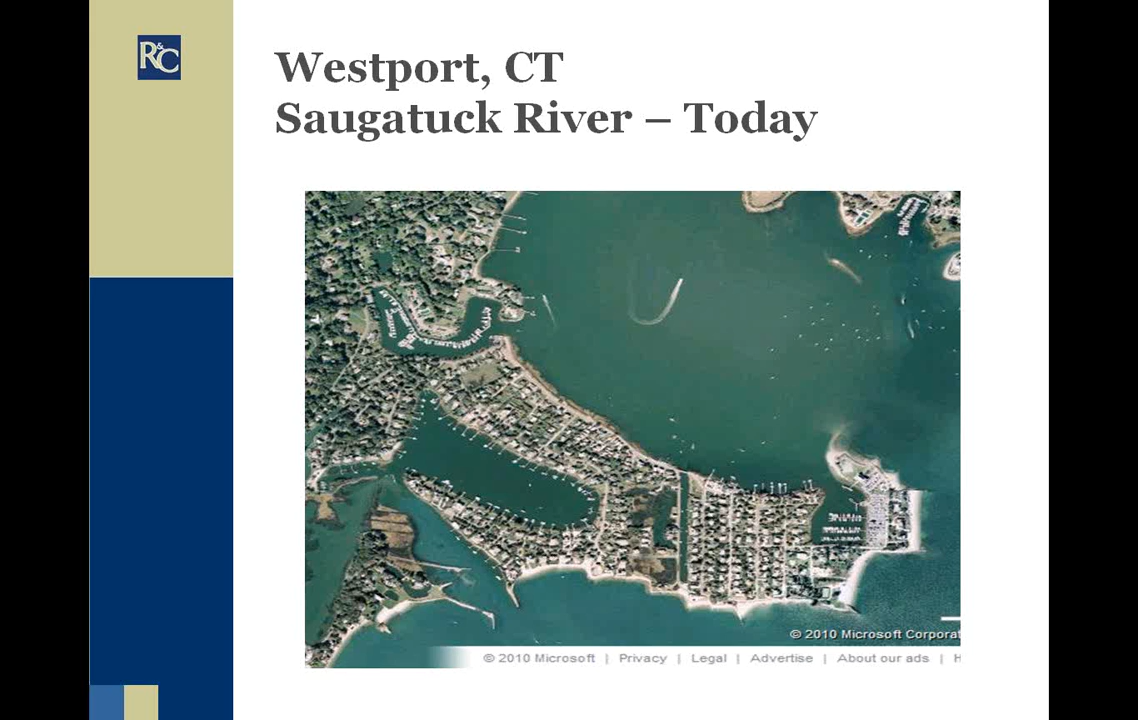 R&C
Westport, CT
Saugatuck River – Today
© 2010 Microsoft Corporat
© 2010 Microsoft | Privacy | Legal | Advertise | About our ads | H